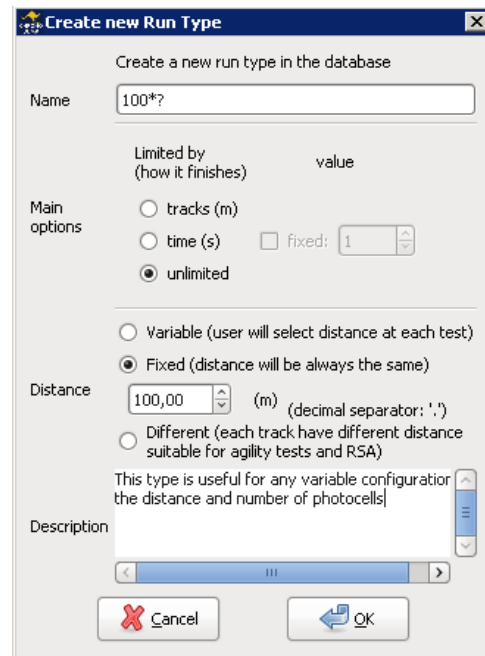 Create new Run Type
Create a new run type in the database
Name
100*?
Limited by
(how it finishes)
value
Main
options
tracks (m)
time (s)
fixed:
1
unlimited
Variable (user will select distance at each test)
Fixed (distance will be always the same)
Distance
100,00
(m)
(decimal separator: '.')
Different (each track have different distance
suitable for agility tests and RSA)
This type is useful for any variable configuration
the distance and number of photocells
Description
Cancel
OK